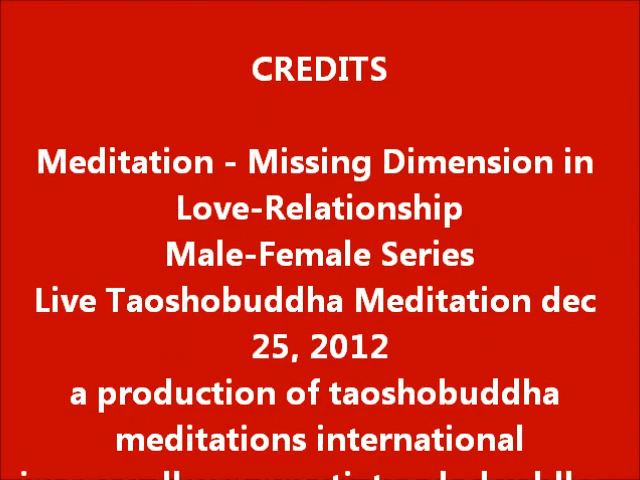 CREDITS
Meditation - Missing Dimension in
Love-Relationship
Male-Female Series
Live Taoshobuddha Meditation dec
25, 2012
a production of taoshobuddha
meditations international